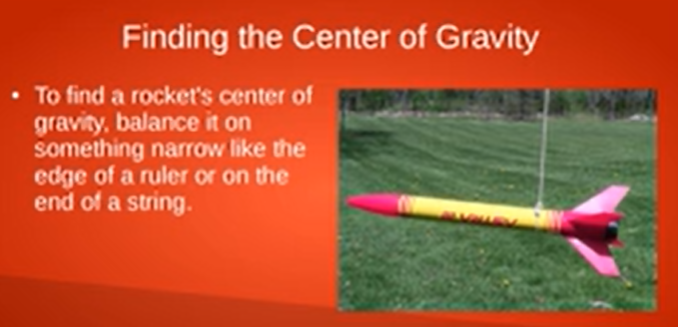 Finding the Center of Gravity
• To find a rocket's center of
gravity, balance it on
something narrow like the
edge of a ruler or on the
end of a string.